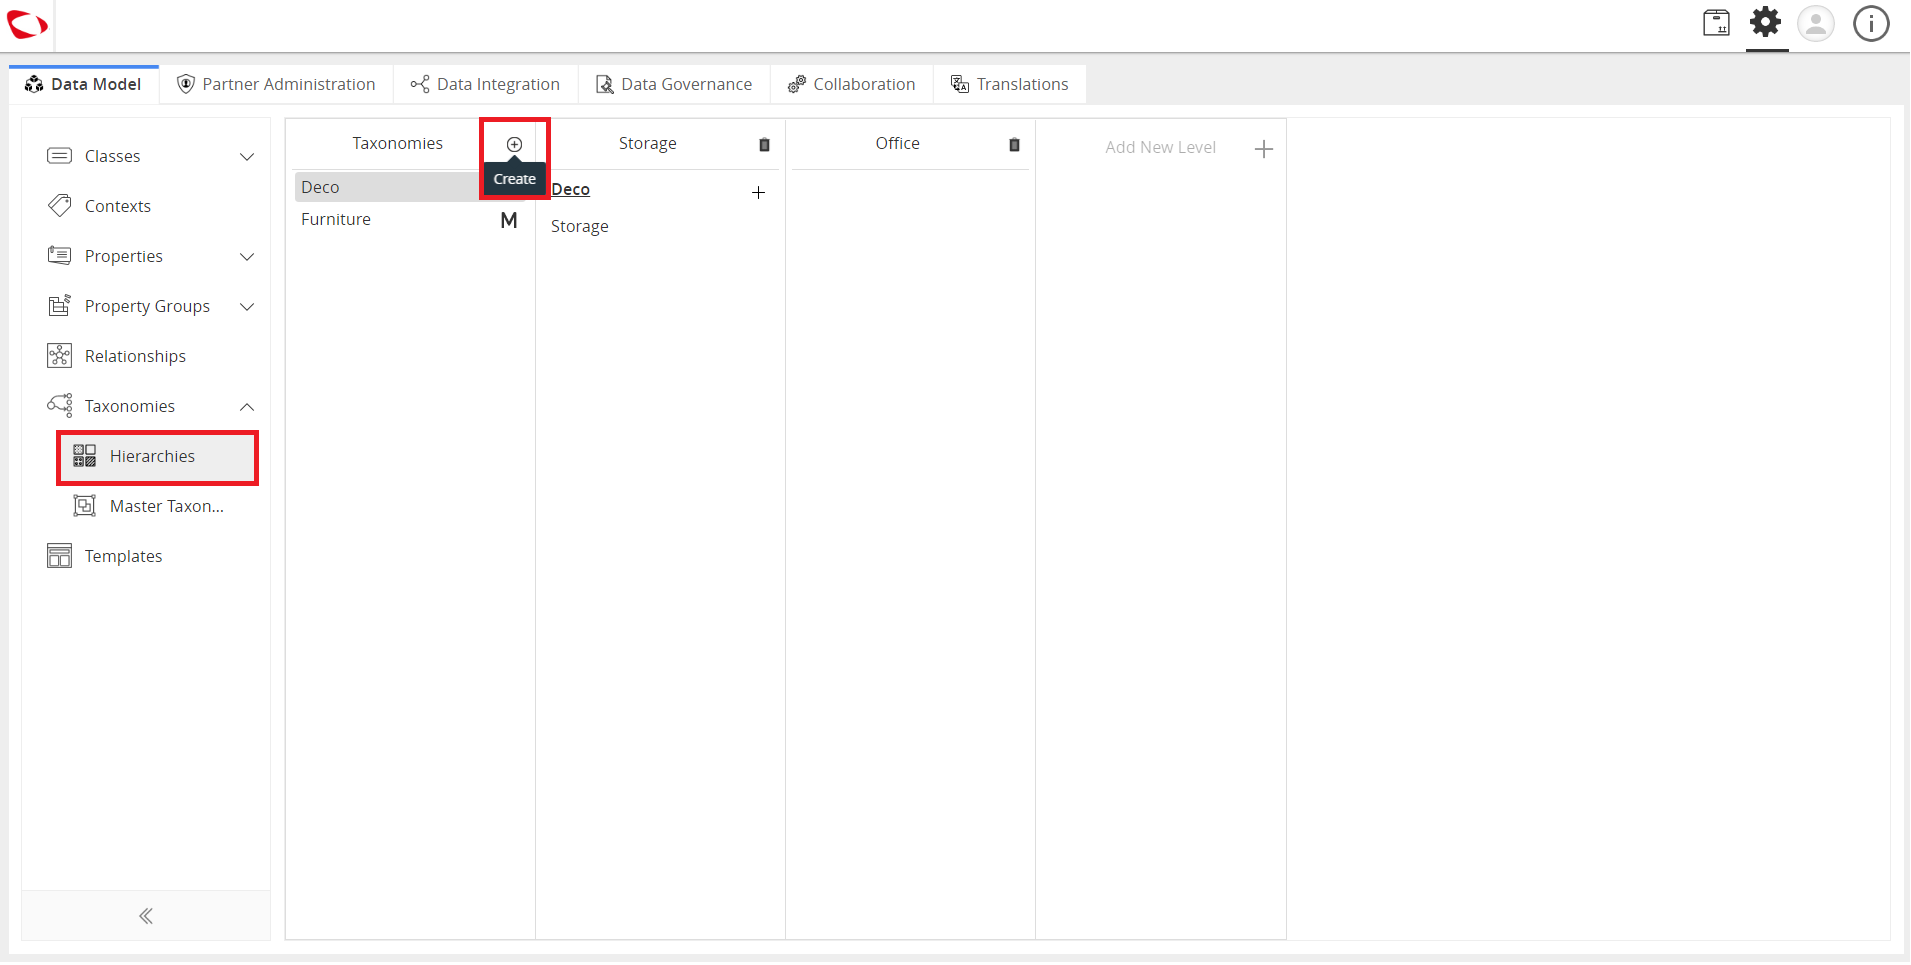 Data Model
Partner Administration
Data Integration
Data Governance
Collaboration
Translations
Classes
Contexts
Properties
Property Groups
Relationships
Taxonomies
Hierarchies
Master Taxon...
Templates
Taxonomies
Create
Deco
Furniture M
Storage
Deco
Storage
Office
Add New Level